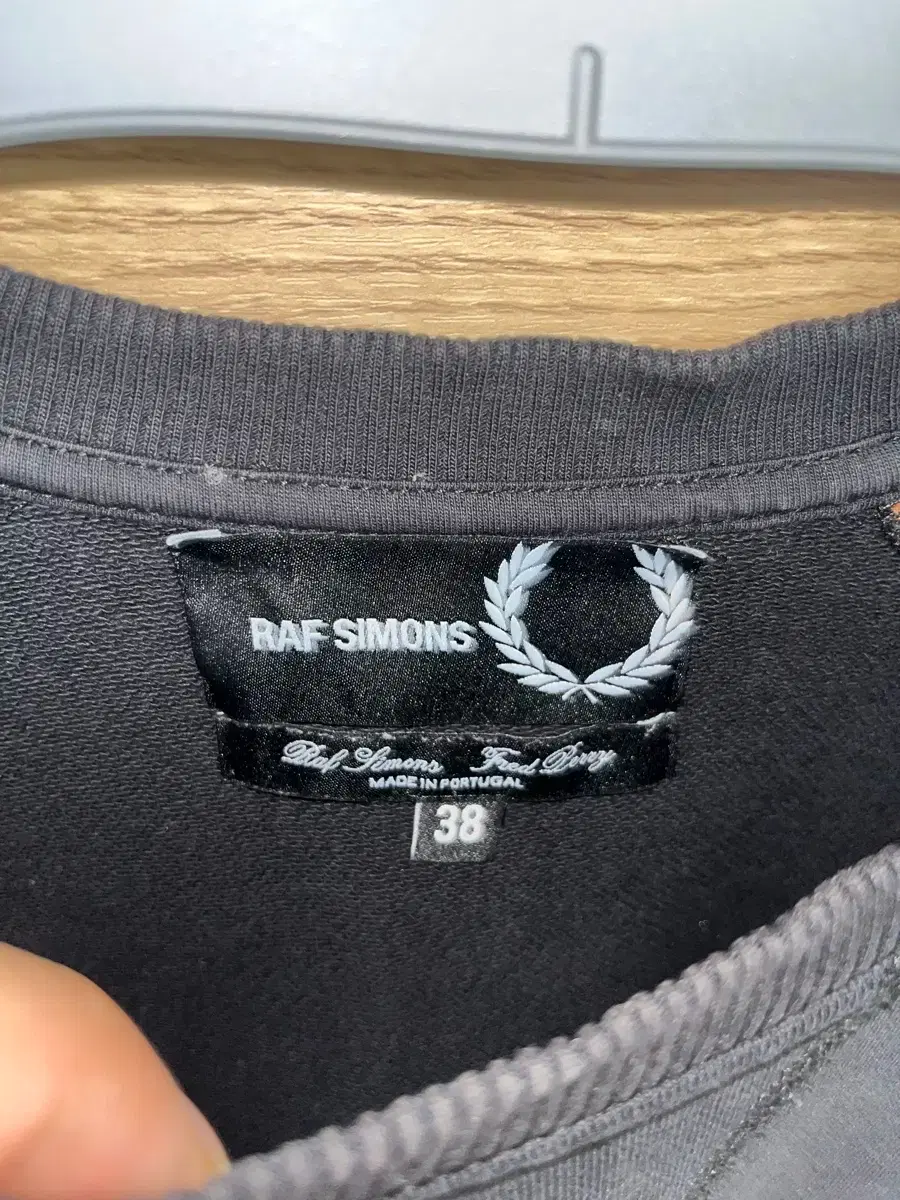 RAF SIMONS
Raf Simons Fred Perry
MADE IN PORTUGAL
38